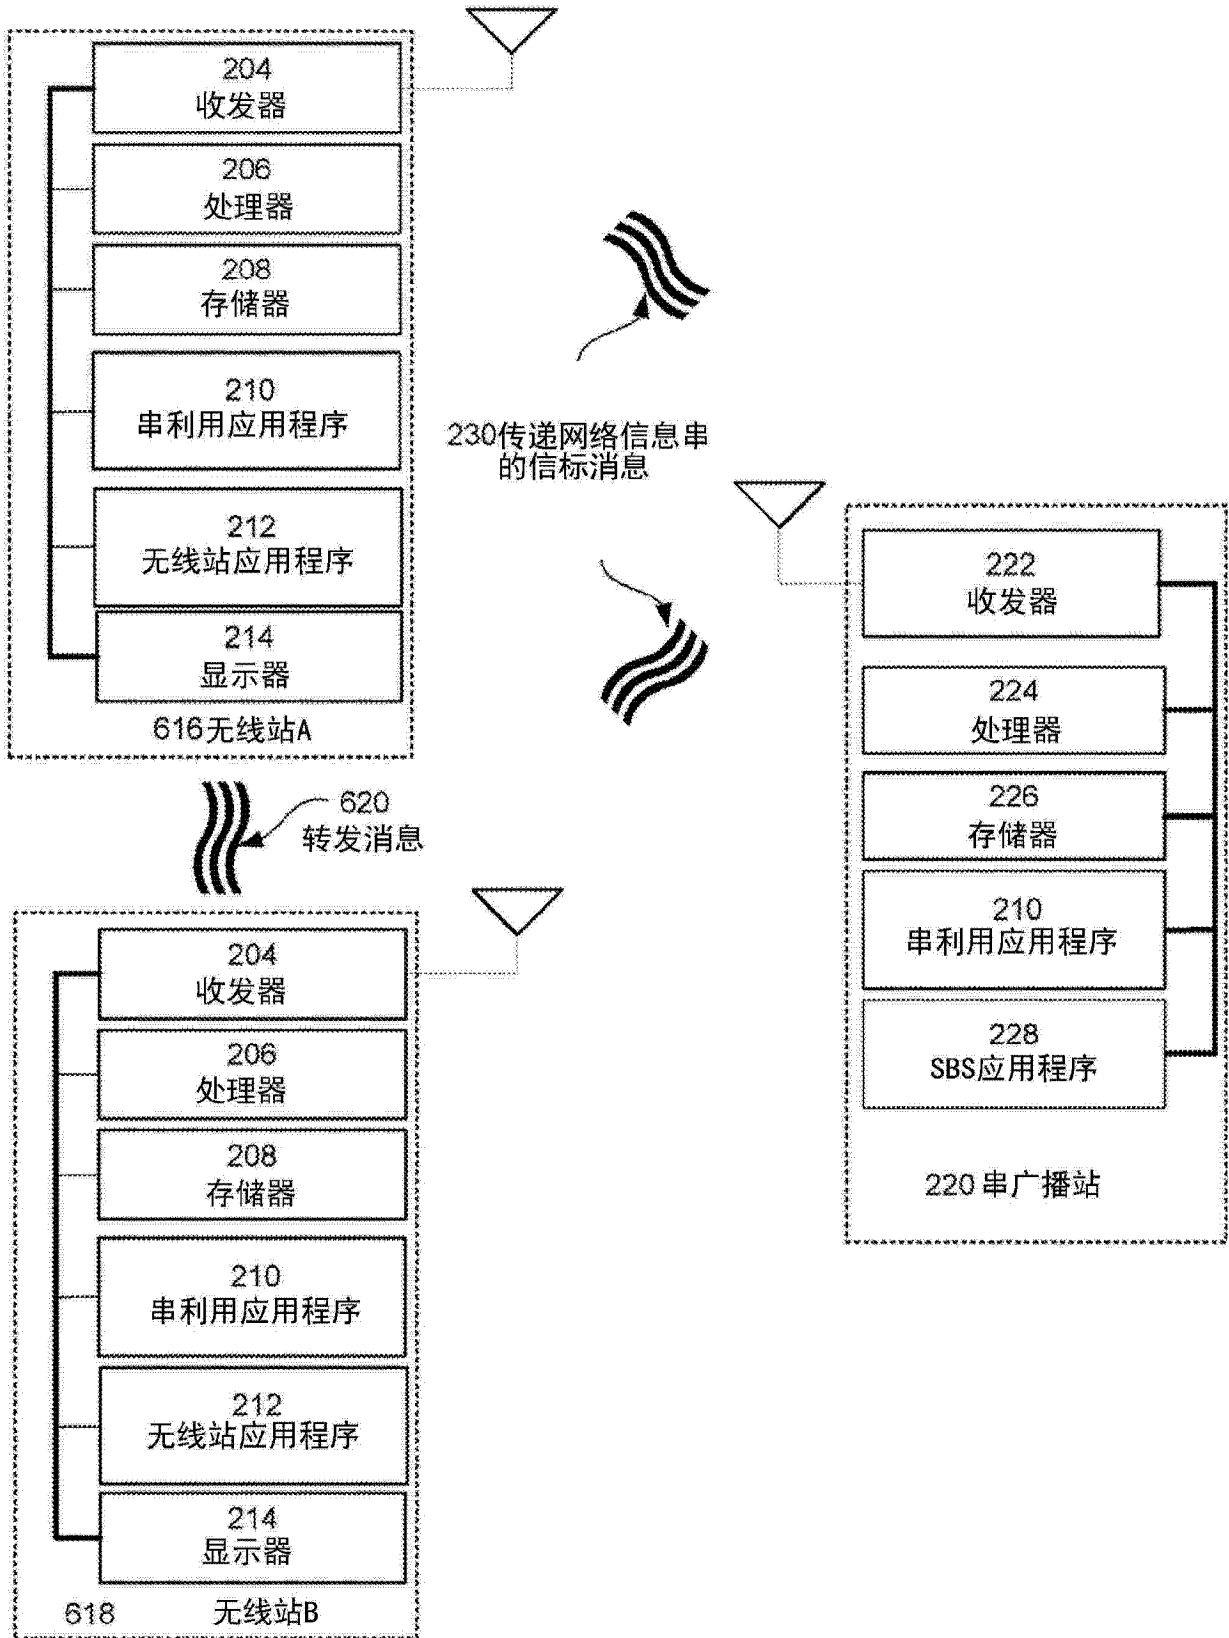 204
收发器
206
处理器
208
存储器
210
串利用应用程序
212
无线站应用程序
214
显示器
616无线站A
230传递网络信息串
的信标消息
620
转发消息
222
收发器
224
处理器
226
存储器
210
串利用应用程序
228
SBS应用程序
220 串广播站
204
收发器
206
处理器
208
存储器
210
串利用应用程序
212
无线站应用程序
214
显示器
618 无线站B